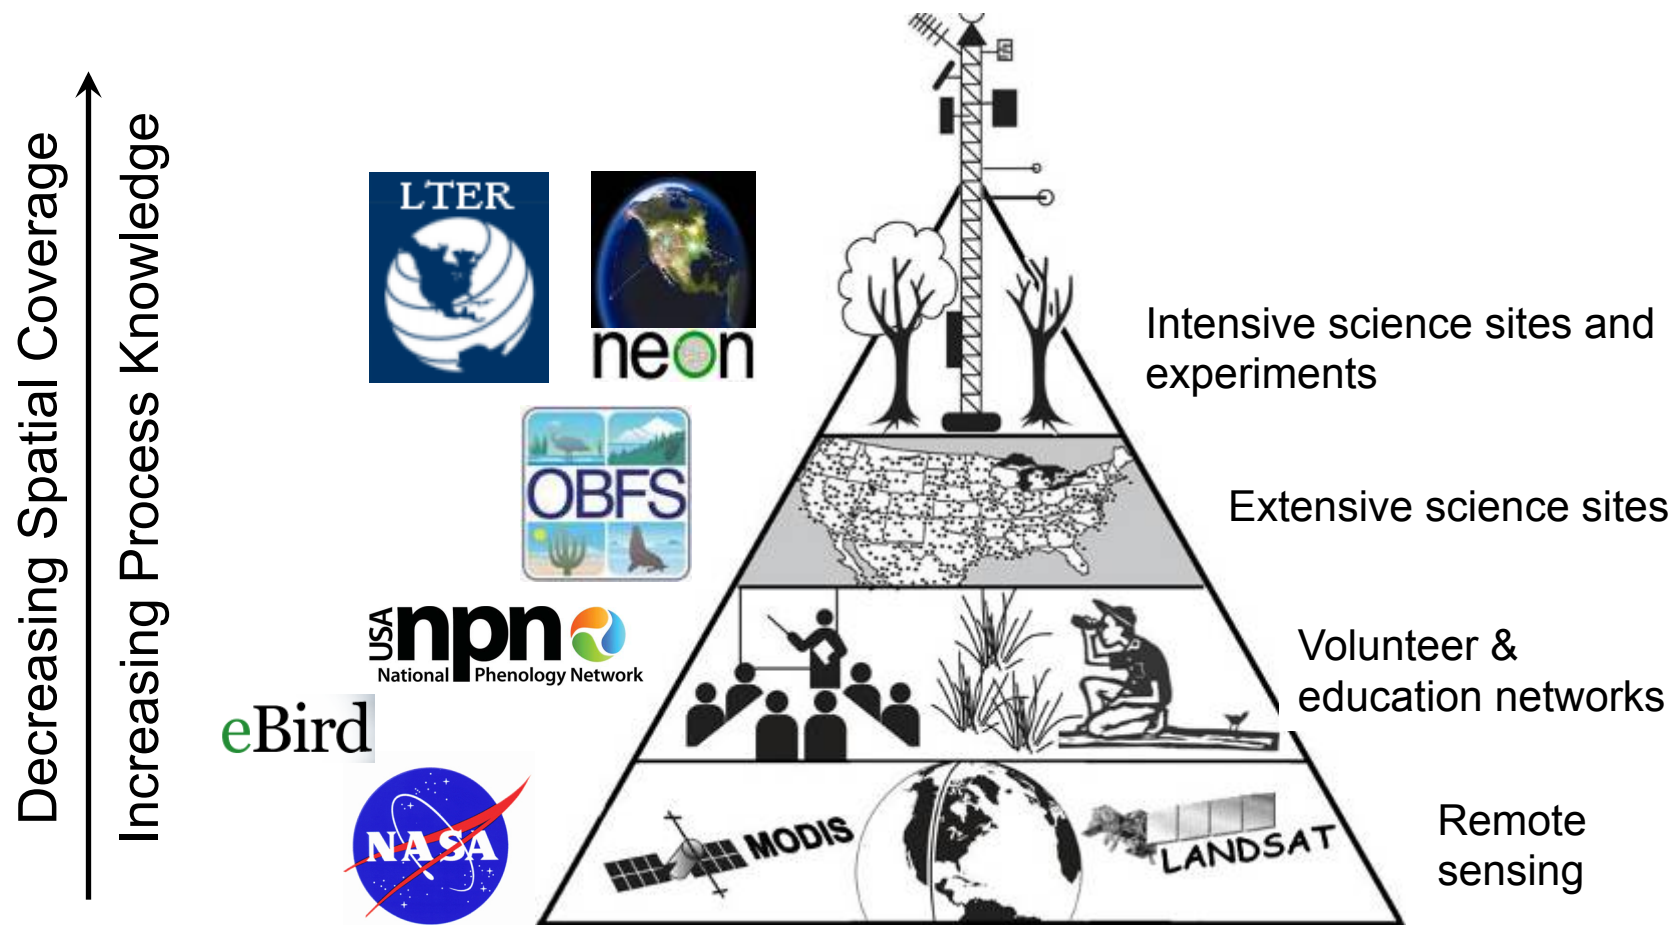 Decreasing Spatial Coverage
Increasing Process Knowledge
LTER
neon
Intensive science sites and
experiments
OBFS
Extensive science sites
USA
npn
National Phenology Network
Volunteer &
education networks
eBird
NASA
MODIS
LANDSAT
Remote
sensing